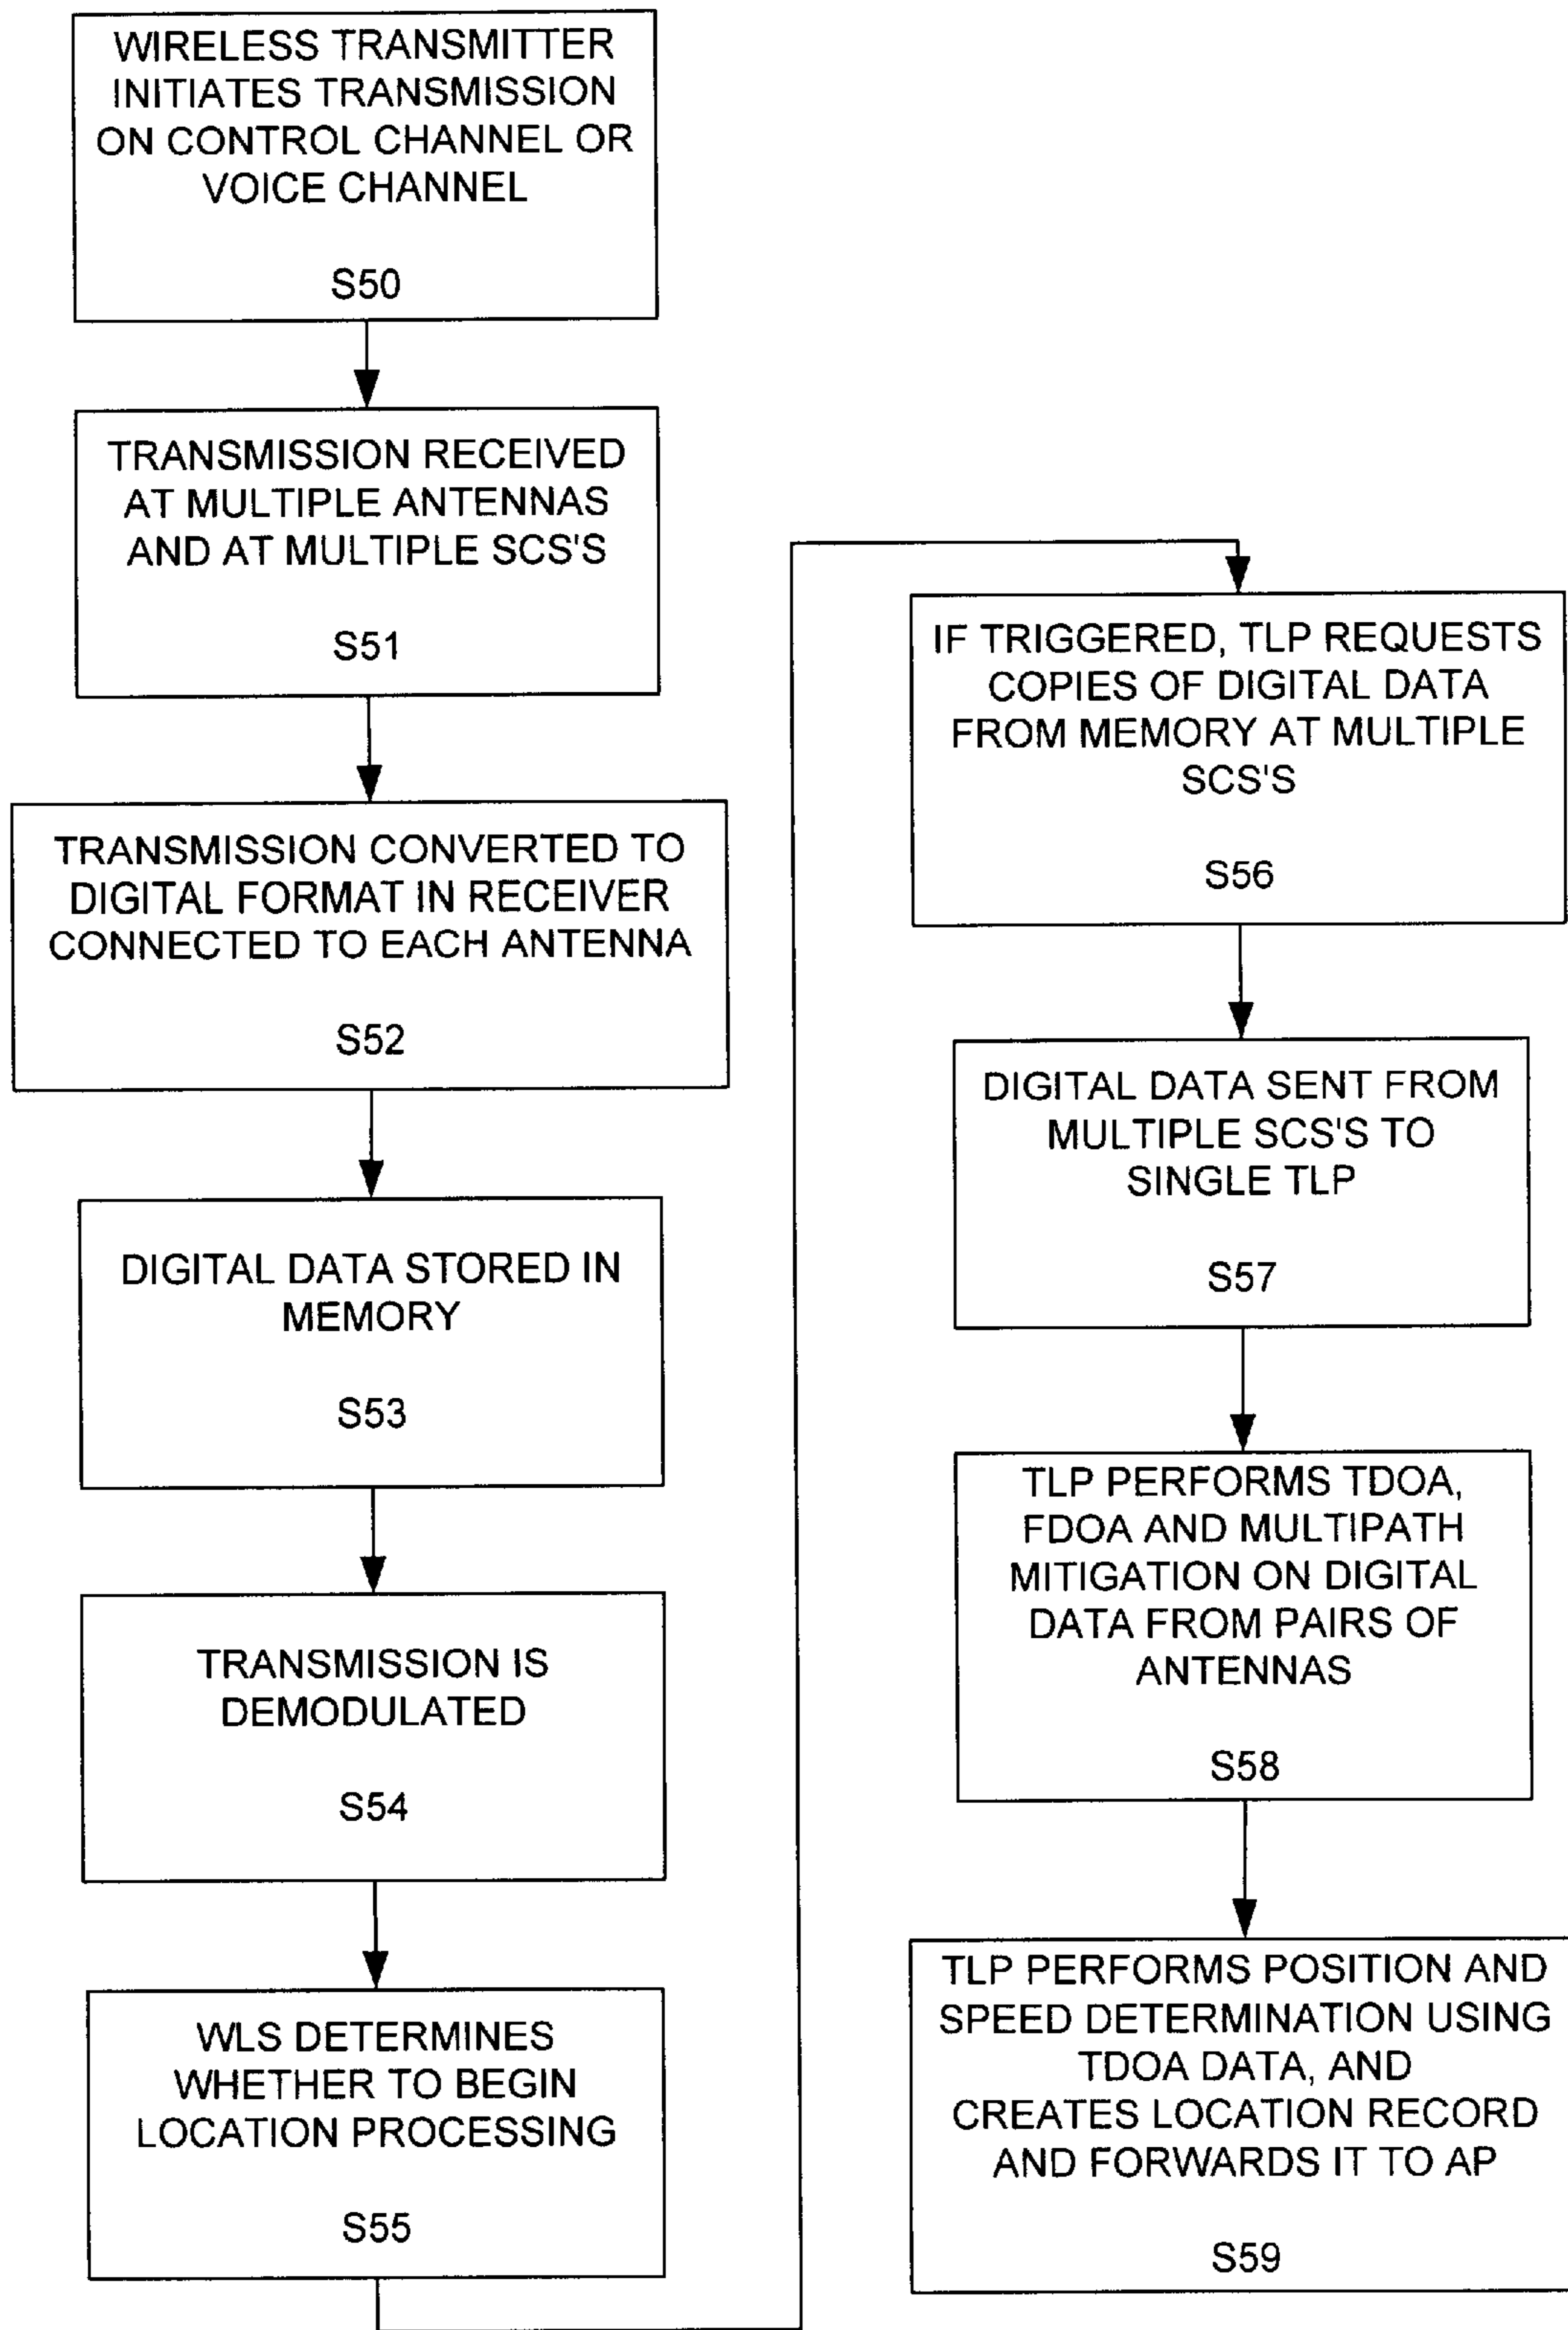 WIRELESS TRANSMITTER
INITIATES TRANSMISSION
ON CONTROL CHANNEL OR
VOICE CHANNEL
S50
TRANSMISSION RECEIVED
AT MULTIPLE ANTENNAS
AND AT MULTIPLE SCS'S
S51
TRANSMISSION CONVERTED TO
DIGITAL FORMAT IN RECEIVER
CONNECTED TO EACH ANTENNA
S52
DIGITAL DATA STORED IN
MEMORY
S53
TRANSMISSION IS
DEMODULATED
S54
WLS DETERMINES
WHETHER TO BEGIN
LOCATION PROCESSING
S55
IF TRIGGERED, TLP REQUESTS
COPIES OF DIGITAL DATA
FROM MEMORY AT MULTIPLE
SCS'S
S56
DIGITAL DATA SENT FROM
MULTIPLE SCS'S TO
SINGLE TLP
S57
TLP PERFORMS TDOA,
FDOA AND MULTIPATH
MITIGATION ON DIGITAL
DATA FROM PAIRS OF
ANTENNAS
S58
TLP PERFORMS POSITION AND
SPEED DETERMINATION USING
TDOA DATA, AND
CREATES LOCATION RECORD
AND FORWARDS IT TO AP
S59